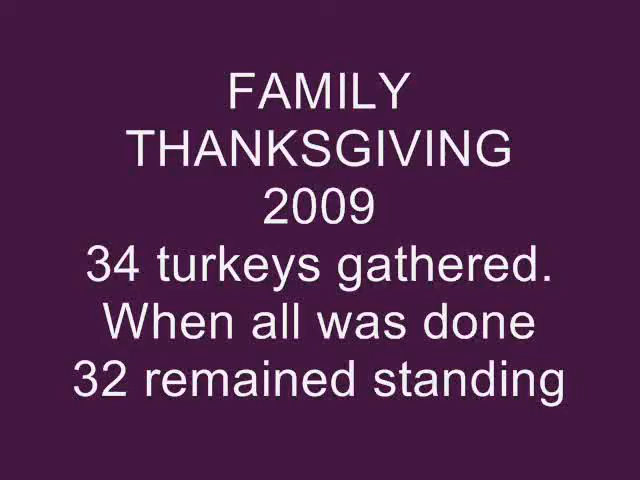 FAMILY
THANKSGIVING
2009
34 turkeys gathered.
When all was done
32 remained standing